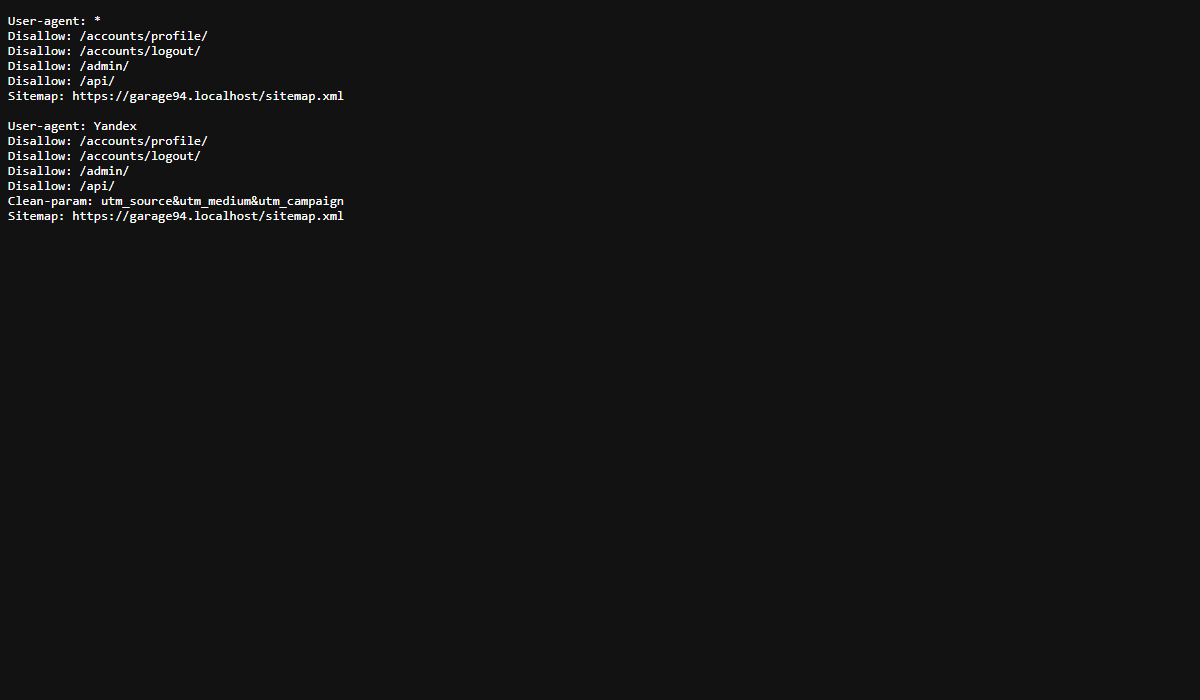 User-agent: *
Disallow: /accounts/profile/
Disallow: /accounts/logout/
Disallow: /admin/
Disallow: /api/
Sitemap: https://garage94.localhost/sitemap.xml

User-agent: Yandex
Disallow: /accounts/profile/
Disallow: /accounts/logout/
Disallow: /admin/
Disallow: /api/
Clean-param: utm_source&utm_medium&utm_campaign
Sitemap: https://garage94.localhost/sitemap.xml